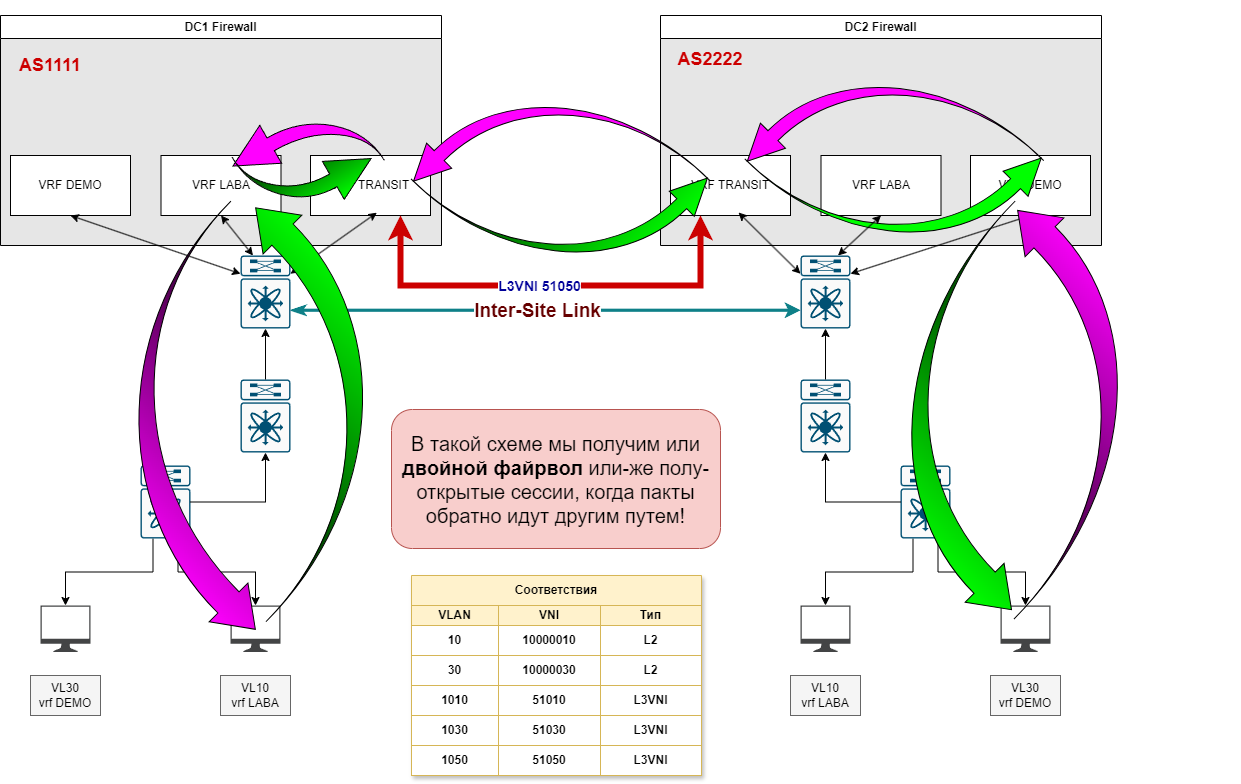 DC1 Firewall
DC2 Firewall
AS1111
AS2222
VRF DEMO
VRF LABA
TRANSIT
RF TRANSIT
VRF LABA
DEMO
L3VNI 51050
Inter-Site Link
В такой схеме мы получим или
двойной файрвол или-же полу-
открытые сессии, когда пакты
обратно идут другим путем!
Соответствия
VLAN VNI Тип
10 10000010 L2
30 10000030 L2
1010 51010 L3VNI
1030 51030 L3VNI
1050 51050 L3VNI
VL30
vrf DEMO
VL10
vrf LABA
VL10
vrf LABA
VL30
vrf DEMO